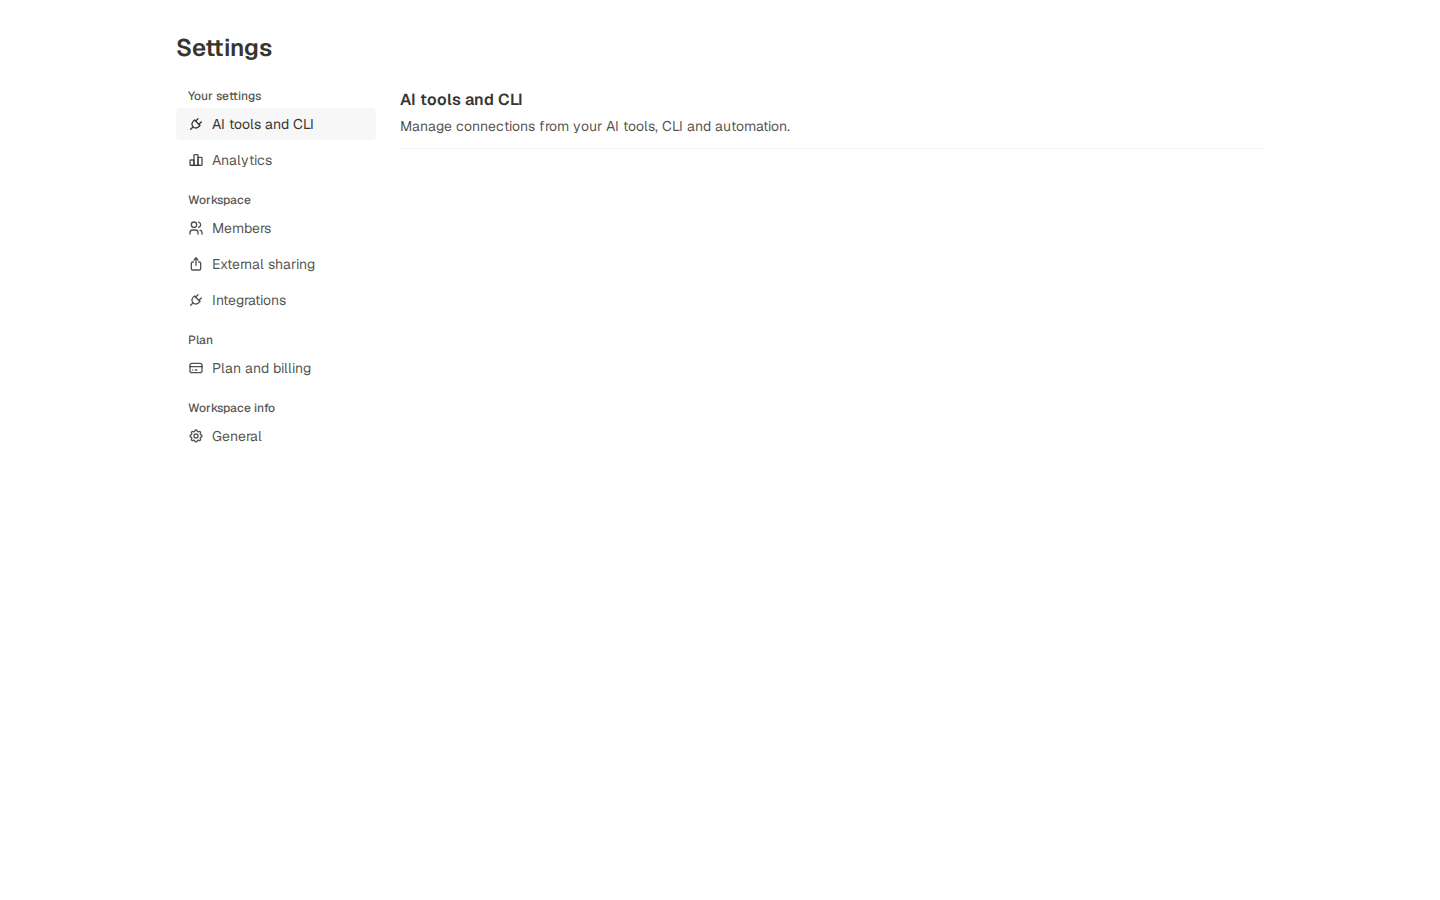 Settings
Your settings
AI tools and CLI
Analytics
Workspace
Members
External sharing
Integrations
Plan
Plan and billing
Workspace info
General
AI tools and CLI
Manage connections from your AI tools, CLI and automation.